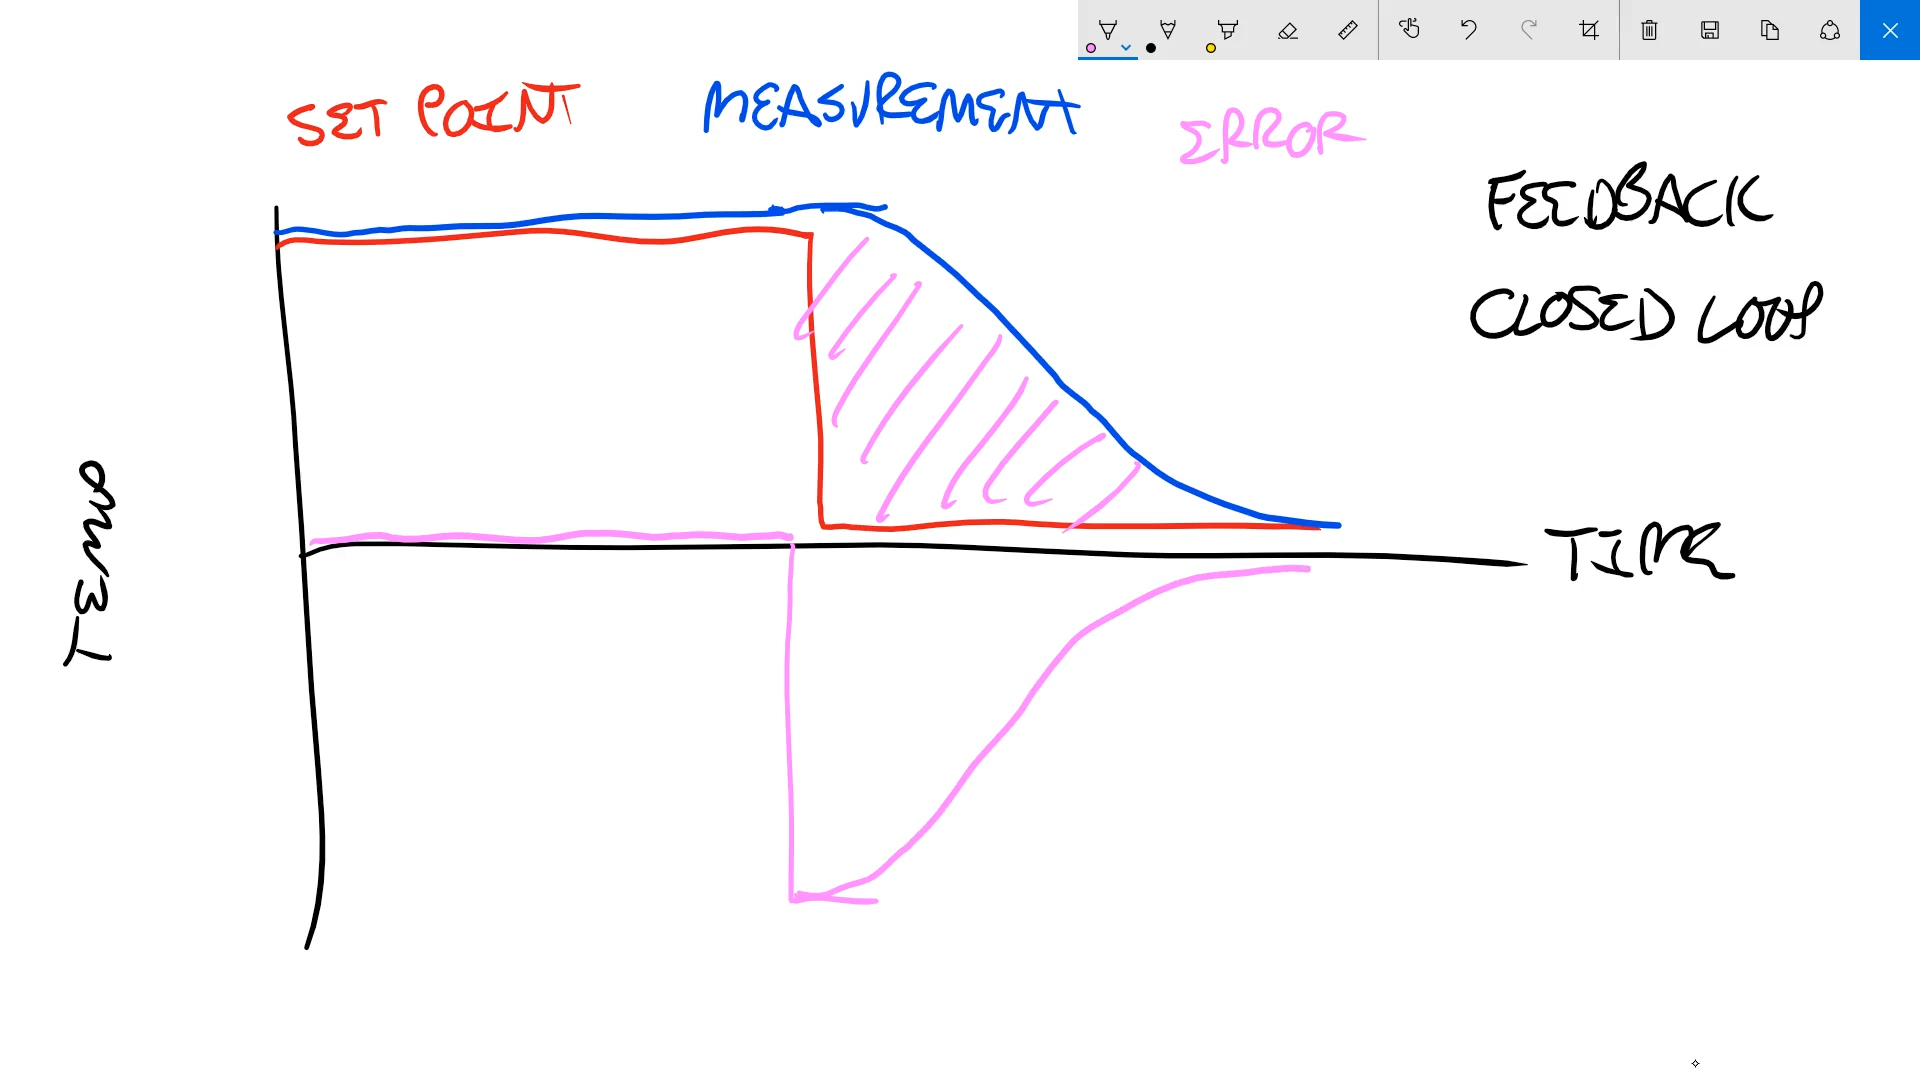 SET POINT
MEASUREMENT
ERROR
FEEDBACK
CLOSED LOOP
TEMP
TIME